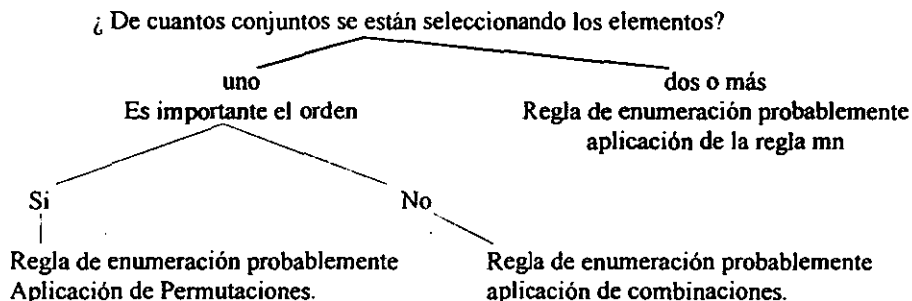 ¿ De cuantos conjuntos se están seleccionando los elementos?
uno
Es importante el orden
dos o más
Regla de enumeración probablemente
aplicación de la regla mn
Si
No
Regla de enumeración probablemente
Aplicación de Permutaciones.
Regla de enumeración probablemente
aplicación de combinaciones.